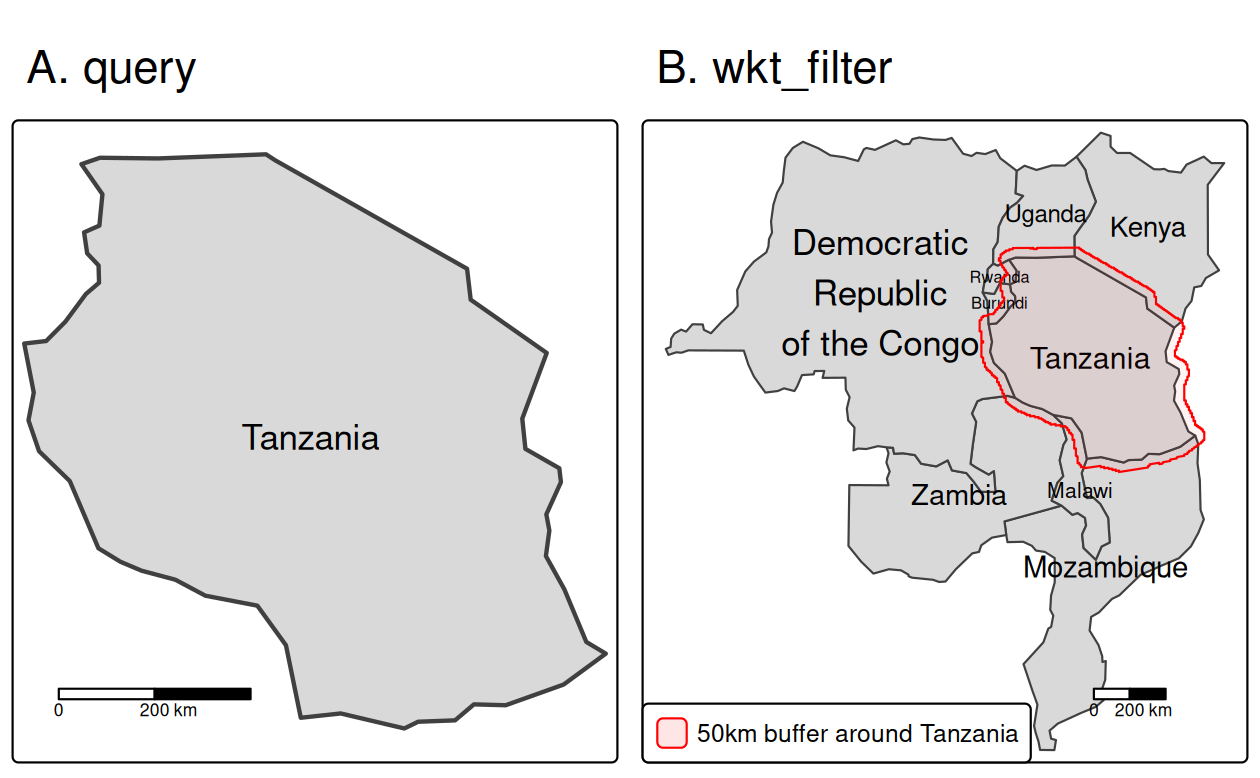 A. query
Tanzania
0
200 km
B. wkt_filter
Uganda
Kenya
Democratic
Republic
of the Congo
Rwanda
Burundi
Tanzania
Zambia
Malawi
Mozambique
0
200 km
50km buffer around Tanzania